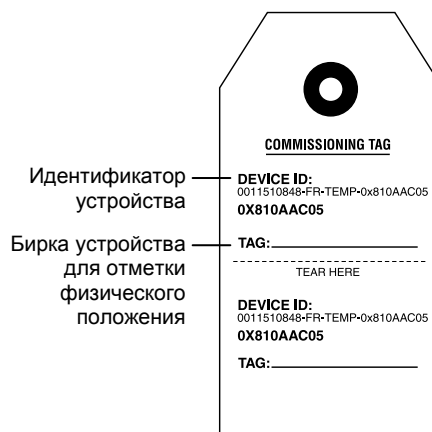 COMMISSIONING TAG
Идентификатор
устройства
DEVICE ID:
0011510848-FR-TEMP-0x810AAC05
0X810AAC05
Бирка устройства
для отметки
физического
положения
TAG:
TEAR HERE
DEVICE ID:
0011510848-FR-TEMP-0x810AAC05
0X810AAC05
TAG: